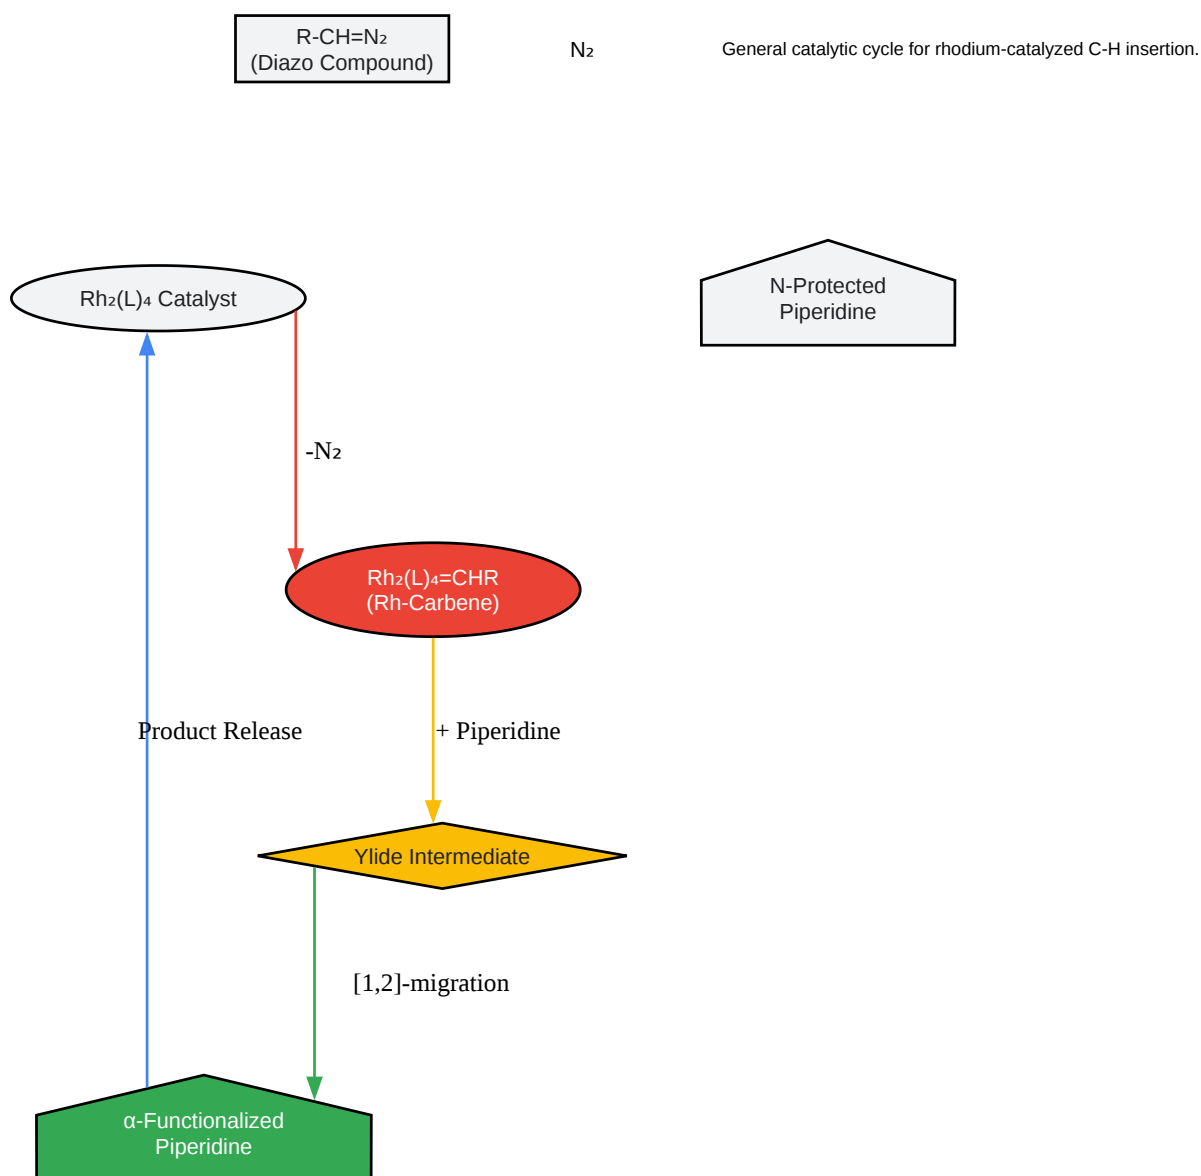 R-CH=N₂
(Diazo Compound)
N₂
General catalytic cycle for rhodium-catalyzed C-H insertion.
Rh₂(L)₄ Catalyst
N-Protected
Piperidine
-N₂
Rh₂(L)₄=CHR
(Rh-Carbene)
Product Release
+ Piperidine
Ylide Intermediate
[1,2]-migration
α-Functionalized
Piperidine